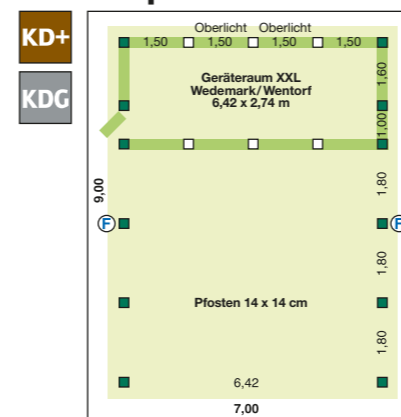 KD+
KDG
Oberlicht Oberlicht
1,50 1,50 1,50 1,50
Geräteraum XXL
Wedemark/Wentorf
6,42 x 2,74 m
1,60
1,00
9,00
1,80
F F
1,80
Pfosten 14 x 14 cm
1,80
6,42
7,00